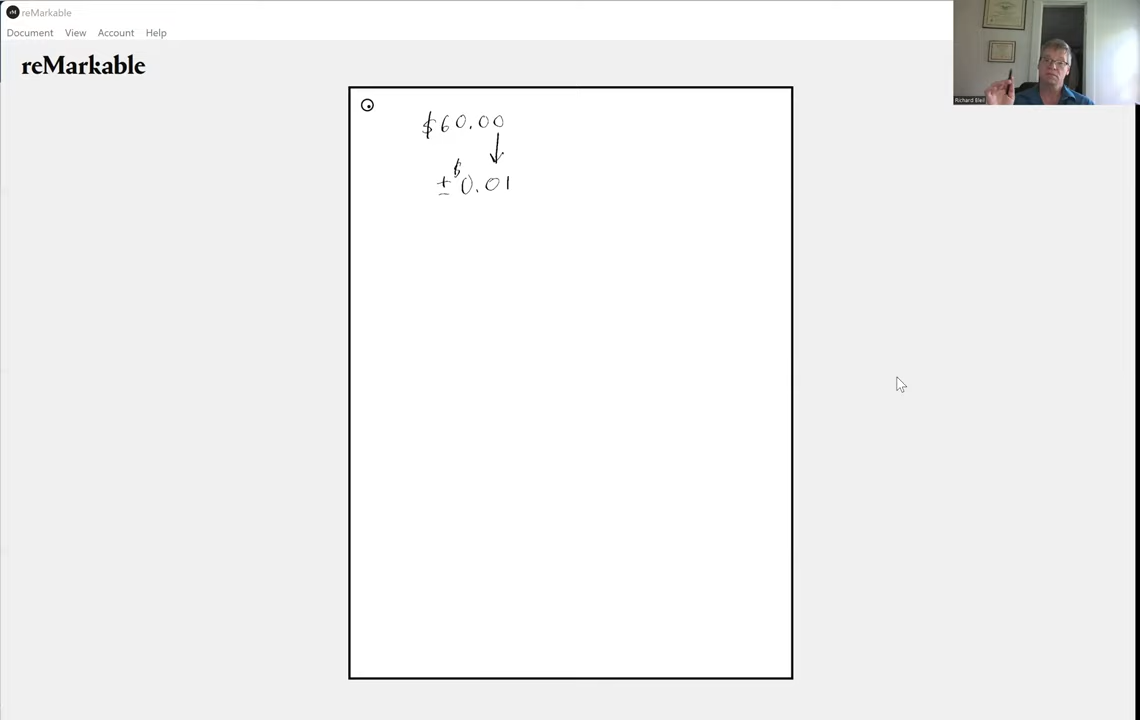 reMarkable
Document View Account Help
reMarkable
$60.00
± $0.01